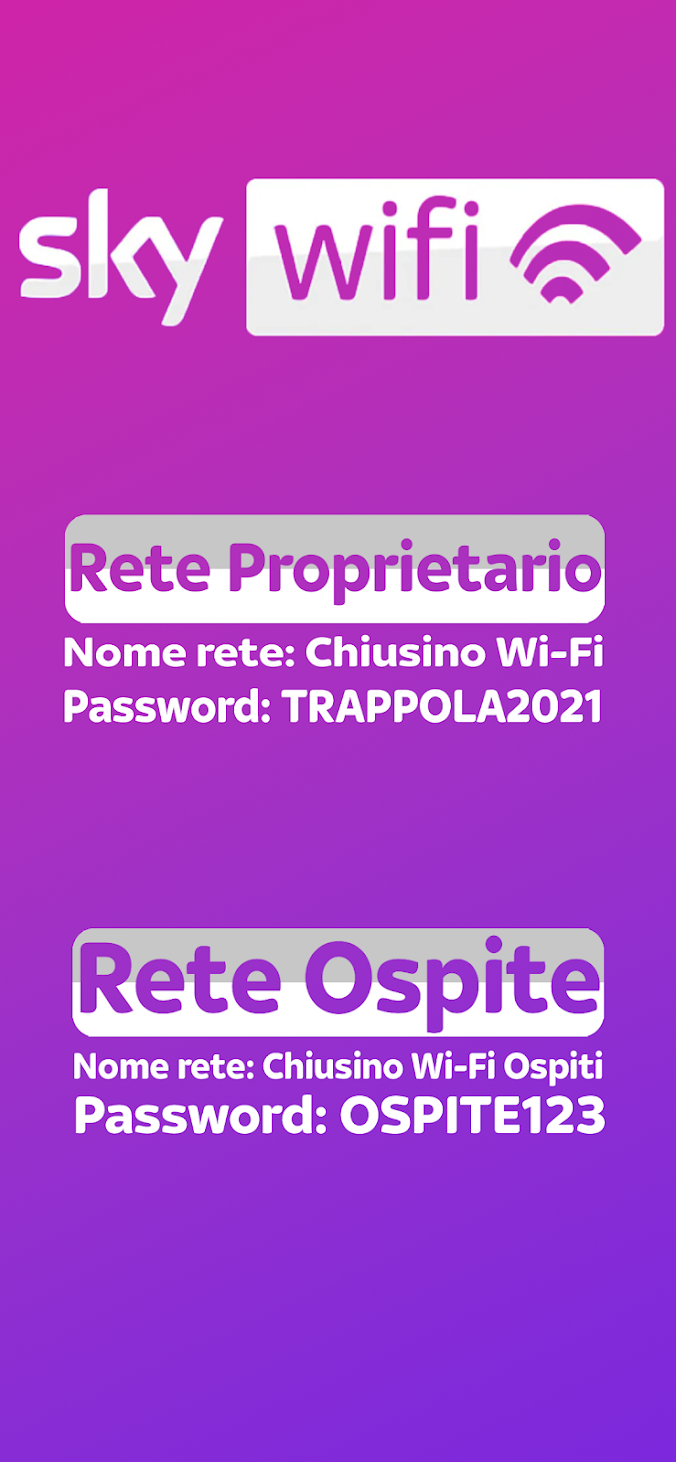 sky wifi
Rete Proprietario
Nome rete: Chiusino Wi-Fi
Password: TRAPPOLA2021
Rete Ospite
Nome rete: Chiusino Wi-Fi Ospiti
Password: OSPITE123